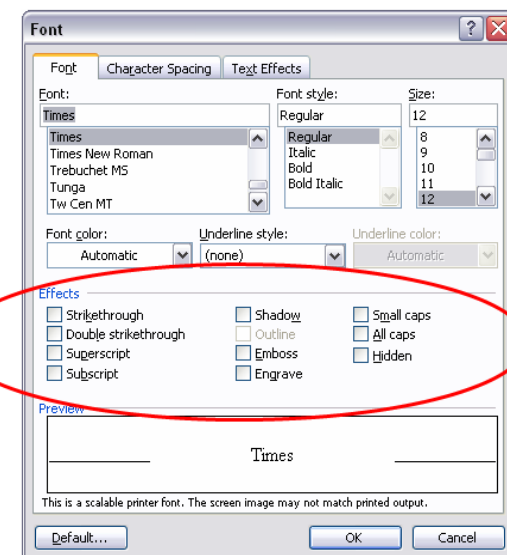 Font
Font Character Spacing Text Effects
Font: Font style: Size:
Times Regular 12
Times Regular 8
Times New Roman Italic 9
Trebuchet MS Bold 10
Tunga Bold Italic 11
Tw Cen MT 12
Font color: Underline style: Underline color:
Automatic (none) Automatic
Effects
Strikethrough Shadow Small caps
Double strikethrough Outline All caps
Superscript Emboss Hidden
Subscript Engrave
Preview
Times
This is a scalable printer font. The screen image may not match printed output.
Default... OK Cancel